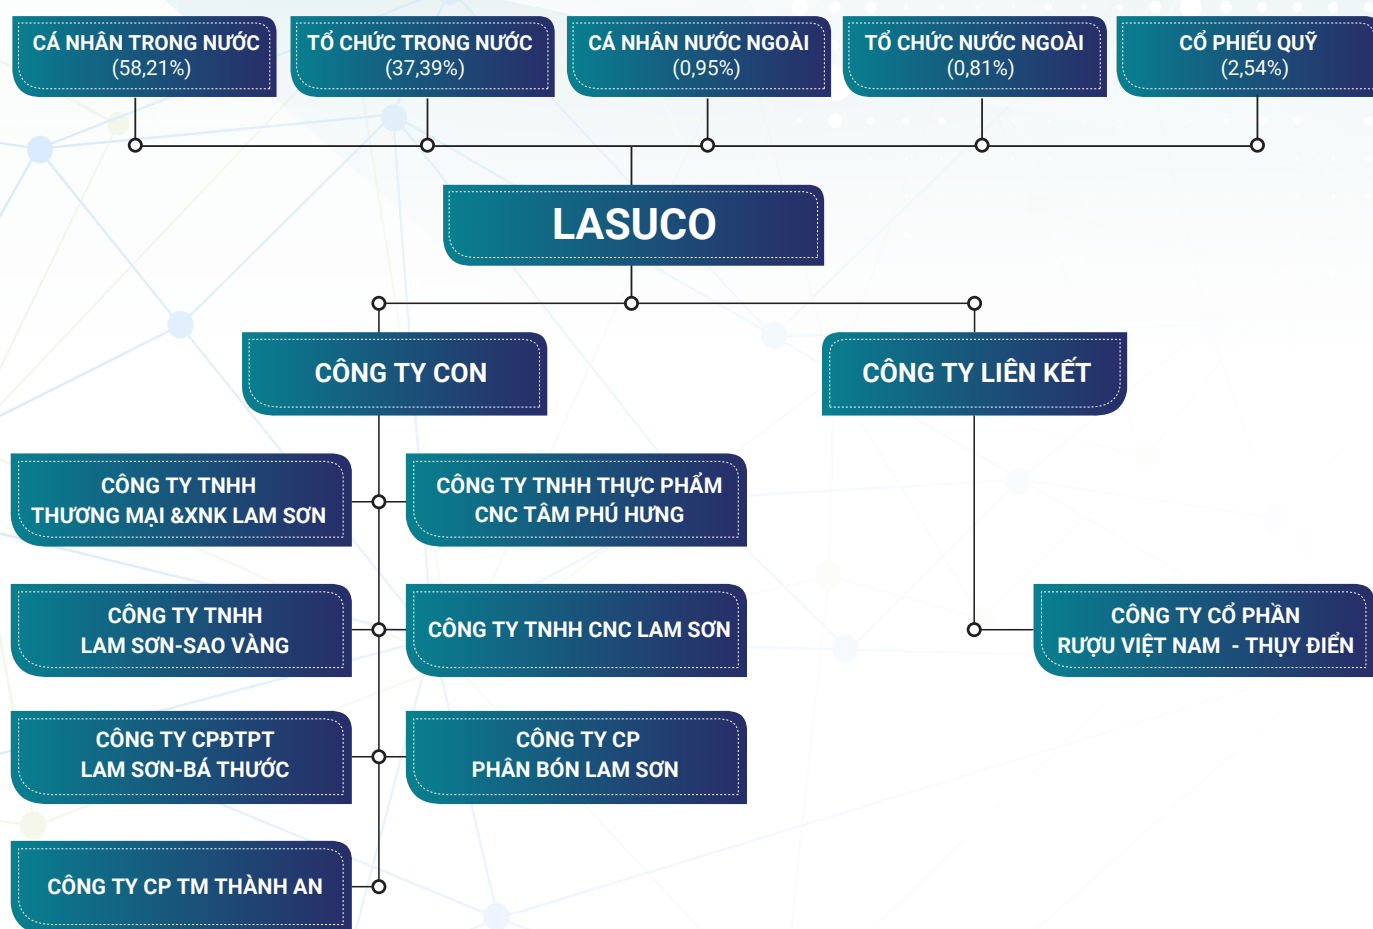 CÁ NHÂN TRONG NƯỚC
(58,21%)
TỔ CHỨC TRONG NƯỚC
(37,39%)
CÁ NHÂN NƯỚC NGOÀI
(0,95%)
TỔ CHỨC NƯỚC NGOÀI
(0,81%)
CỔ PHIẾU QUỸ
(2,54%)
LASUCO
CÔNG TY CON
CÔNG TY LIÊN KẾT
CÔNG TY TNHH
THƯƠNG MẠI &XNK LAM SƠN
CÔNG TY TNHH THỰC PHẨM
CNC TÂM PHÚ HƯNG
CÔNG TY TNHH
LAM SƠN-SAO VÀNG
CÔNG TY TNHH CNC LAM SƠN
CÔNG TY CỔ PHẦN
RƯỢU VIỆT NAM - THỤY ĐIỂN
CÔNG TY CPĐTPT
LAM SƠN-BÁ THƯỚC
CÔNG TY CP
PHÂN BÓN LAM SƠN
CÔNG TY CP TM THÀNH AN